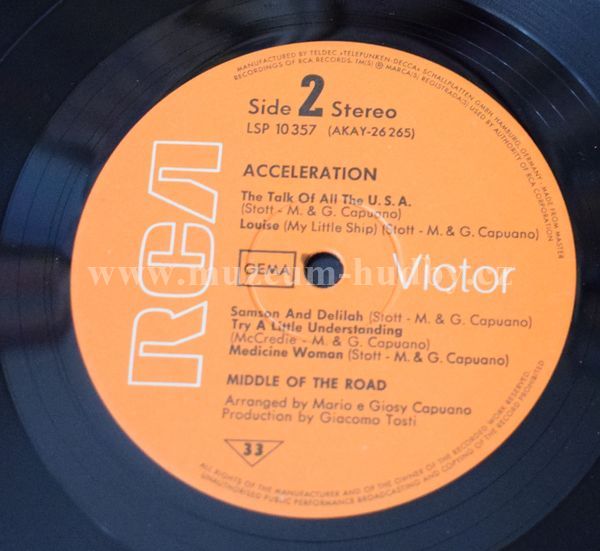 MANUFACTURED BY TELDEC »TELEFUNKEN-DECCA« SCHALLPLATTEN GMBH, HAMBURG, GERMANY · MADE FROM MASTER
RECORDINGS OF RCA RECORDS. TM(S) ® MARCA(S) REGISTRADA(S) USED BY AUTHORITY OF RCA CORPORATION
Side 2 Stereo
LSP 10 357 (AKAY-26 265)
ACCELERATION
The Talk Of All The U. S. A.
(Stott - M. & G. Capuano)
Louise (My Little Ship) (Stott - M. & G. Capuano)
GEMA
RCA
Victor
www.muzeum-hudby.cz
Samson And Delilah (Stott - M. & G. Capuano)
Try A Little Understanding
(McCredie - M. & G. Capuano)
Medicine Woman (Stott - M. & G. Capuano)
MIDDLE OF THE ROAD
Arranged by Mario e Giosy Capuano
Production by Giacomo Tosti
33
ALL RIGHTS OF THE MANUFACTURER AND OF THE OWNER OF THE RECORDED WORK RESERVED.
UNAUTHORISED PUBLIC PERFORMANCE BROADCASTING AND COPYING OF THE RECORD PROHIBITED